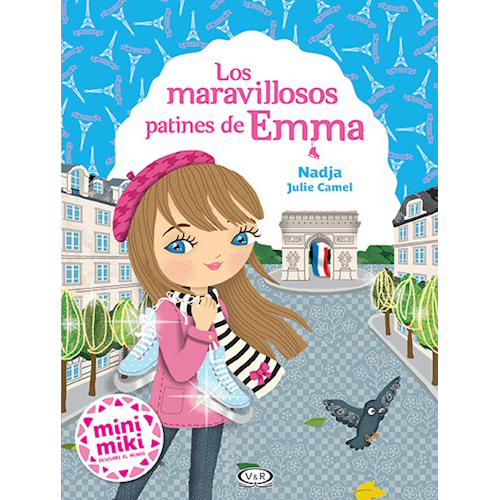 Los
maravillosos
patines de Emma
Nadja
Julie Camel
mini
miki
DESCUBRE EL MUNDO
V&R